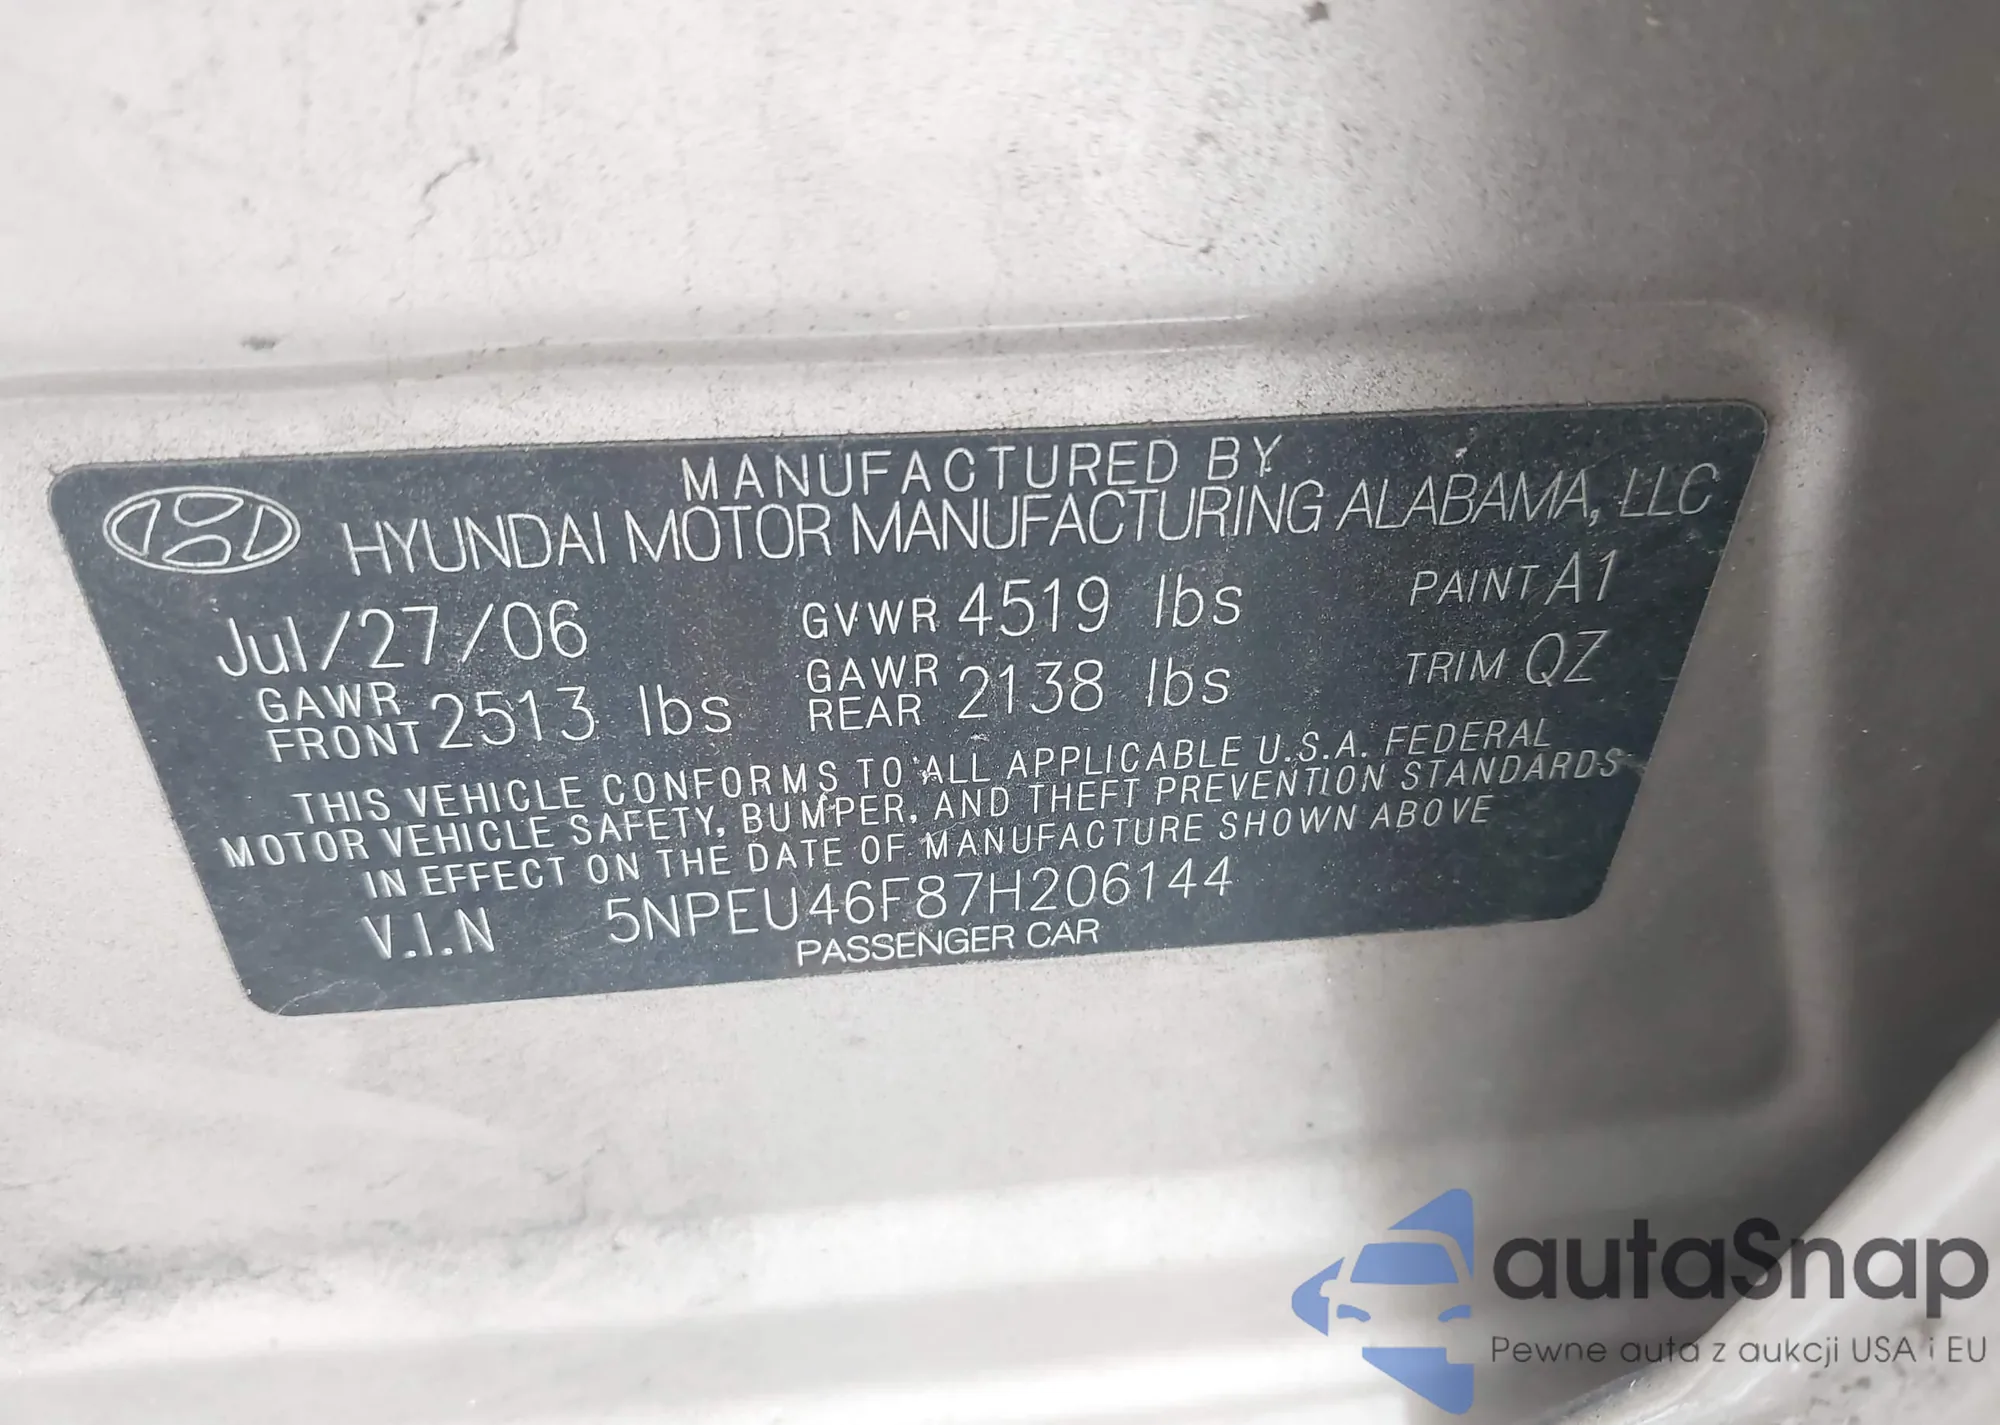 MANUFACTURED BY
HYUNDAI MOTOR MANUFACTURING ALABAMA, LLC
Jul/27/06 GVWR 4519 lbs PAINT A1
GAWR FRONT 2513 lbs GAWR REAR 2138 lbs TRIM QZ
THIS VEHICLE CONFORMS TO ALL APPLICABLE U.S.A. FEDERAL
MOTOR VEHICLE SAFETY, BUMPER, AND THEFT PREVENTION STANDARDS
IN EFFECT ON THE DATE OF MANUFACTURE SHOWN ABOVE
V.I.N 5NPEU46F87H206144
PASSENGER CAR
autaSnap
Pewne auta z aukcji USA i EU